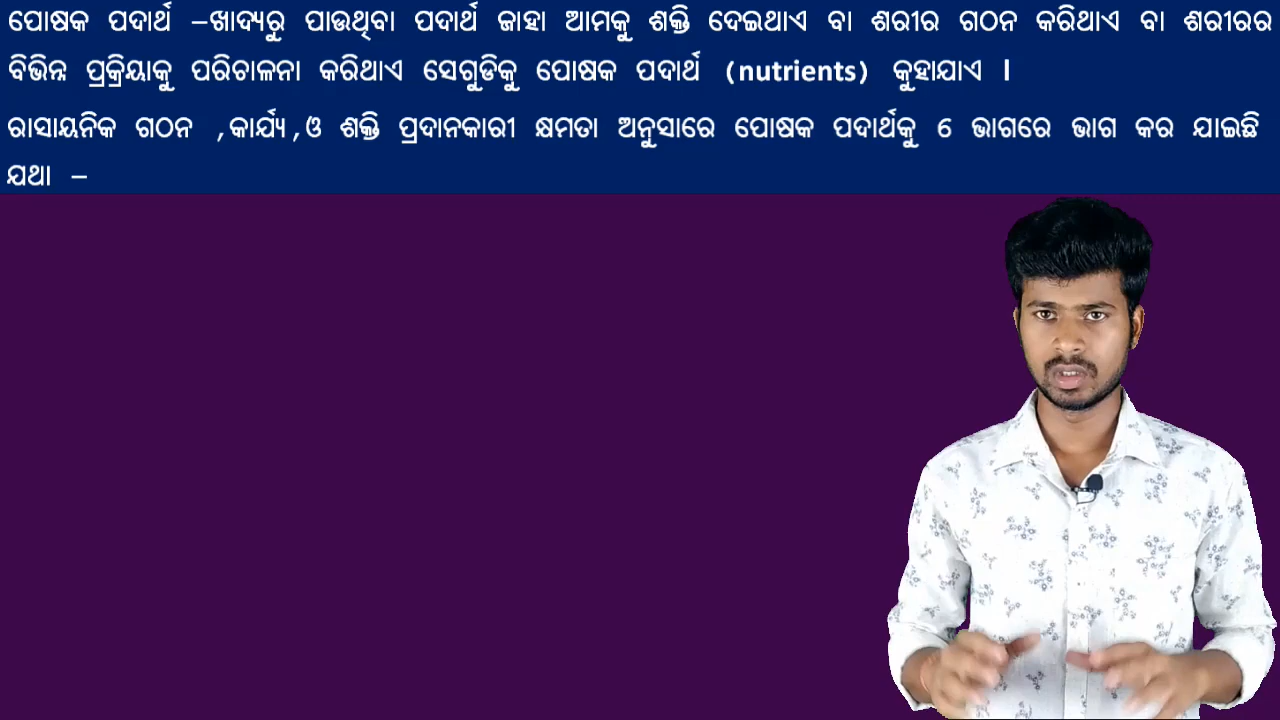 ପୋଷକ ପଦାର୍ଥ –ଖାଦ୍ୟରୁ ପାଉଥିବା ପଦାର୍ଥ ଜାହା ଆମକୁ ଶକ୍ତି ଦେଇଥାଏ ବା ଶରୀର ଗଠନ କରିଥାଏ ବା ଶରୀରର
ବିଭିନ୍ନ ପ୍ରକ୍ରିୟାକୁ ପରିଚାଳନା କରିଥାଏ ସେଗୁଡିକୁ ପୋଷକ ପଦାର୍ଥ (nutrients) କୁହାଯାଏ |
ରାସାୟନିକ ଗଠନ ,କାର୍ଯ୍ୟ,ଓ ଶକ୍ତି ପ୍ରଦାନକାରୀ କ୍ଷମତା ଅନୁସାରେ ପୋଷକ ପଦାର୍ଥକୁ 6 ଭାଗରେ ଭାଗ କର ଯାଇଛି
ଯଥା –